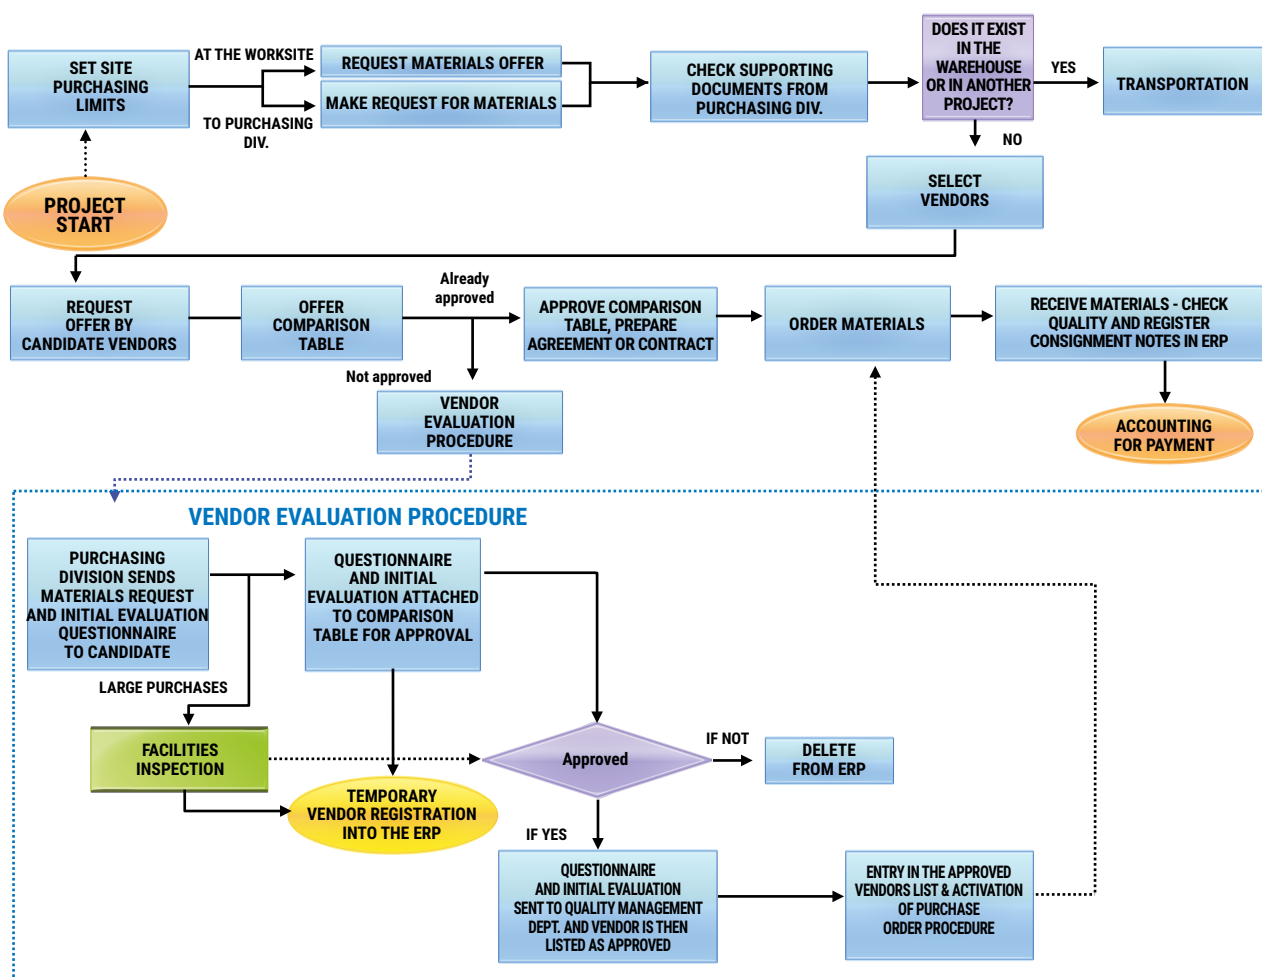 AT THE WORKSITE
SET SITE
PURCHASING
LIMITS
TO PURCHASING
DIV.
REQUEST MATERIALS OFFER
MAKE REQUEST FOR MATERIALS
CHECK SUPPORTING
DOCUMENTS FROM
PURCHASING DIV.
DOES IT EXIST
IN THE
WAREHOUSE
OR IN ANOTHER
PROJECT?
YES
TRANSPORTATION
NO
PROJECT
START
SELECT
VENDORS
REQUEST
OFFER BY
CANDIDATE VENDORS
OFFER
COMPARISON
TABLE
Already
approved
Not approved
APPROVE COMPARISON
TABLE, PREPARE
AGREEMENT OR CONTRACT
ORDER MATERIALS
RECEIVE MATERIALS - CHECK
QUALITY AND REGISTER
CONSIGNMENT NOTES IN ERP
VENDOR
EVALUATION
PROCEDURE
ACCOUNTING
FOR PAYMENT
VENDOR EVALUATION PROCEDURE
PURCHASING
DIVISION SENDS
MATERIALS REQUEST
AND INITIAL EVALUATION
QUESTIONNAIRE
TO CANDIDATE
QUESTIONNAIRE
AND INITIAL
EVALUATION ATTACHED
TO COMPARISON
TABLE FOR APPROVAL
LARGE PURCHASES
FACILITIES
INSPECTION
TEMPORARY
VENDOR REGISTRATION
INTO THE ERP
Approved
IF NOT
DELETE
FROM ERP
IF YES
QUESTIONNAIRE
AND INITIAL EVALUATION
SENT TO QUALITY MANAGEMENT
DEPT. AND VENDOR IS THEN
LISTED AS APPROVED
ENTRY IN THE APPROVED
VENDORS LIST & ACTIVATION
OF PURCHASE
ORDER PROCEDURE